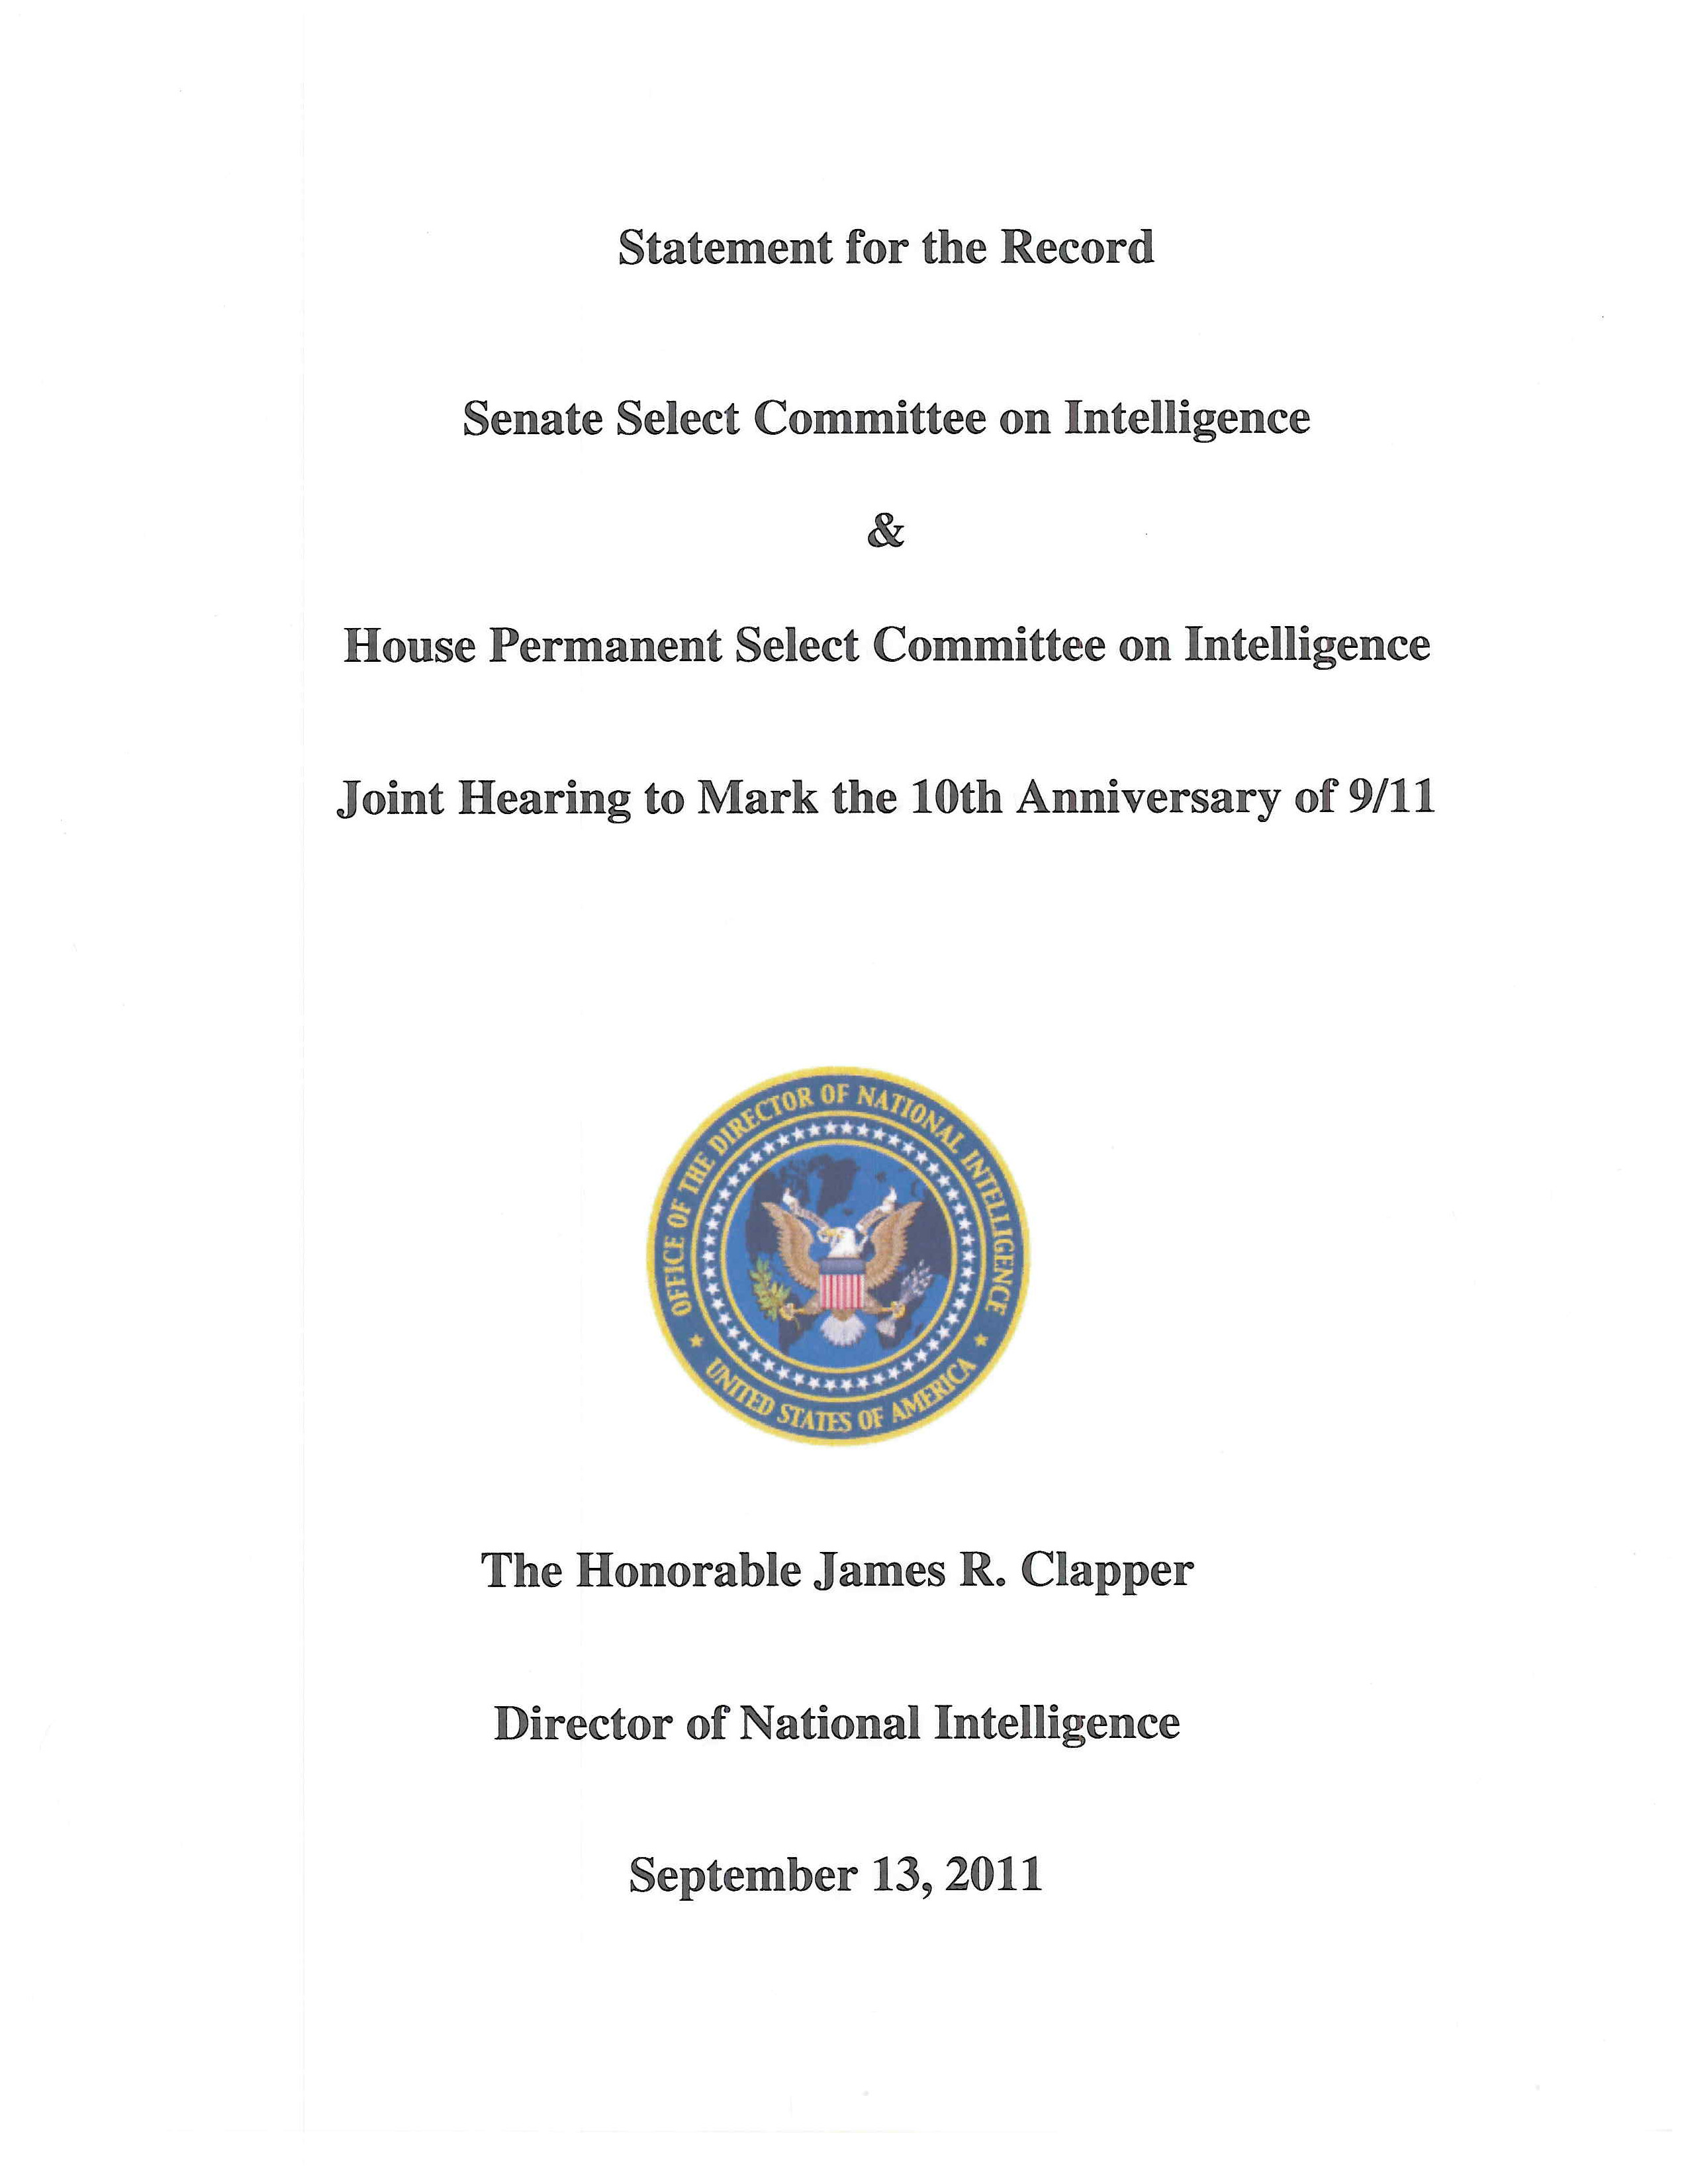 Statement for the Record
Senate Select Committee on Intelligence
&
House Permanent Select Committee on Intelligence
Joint Hearing to Mark the 10th Anniversary of 9/11
OFFICE OF THE DIRECTOR OF NATIONAL INTELLIGENCE
UNITED STATES OF AMERICA
The Honorable James R. Clapper
Director of National Intelligence
September 13, 2011